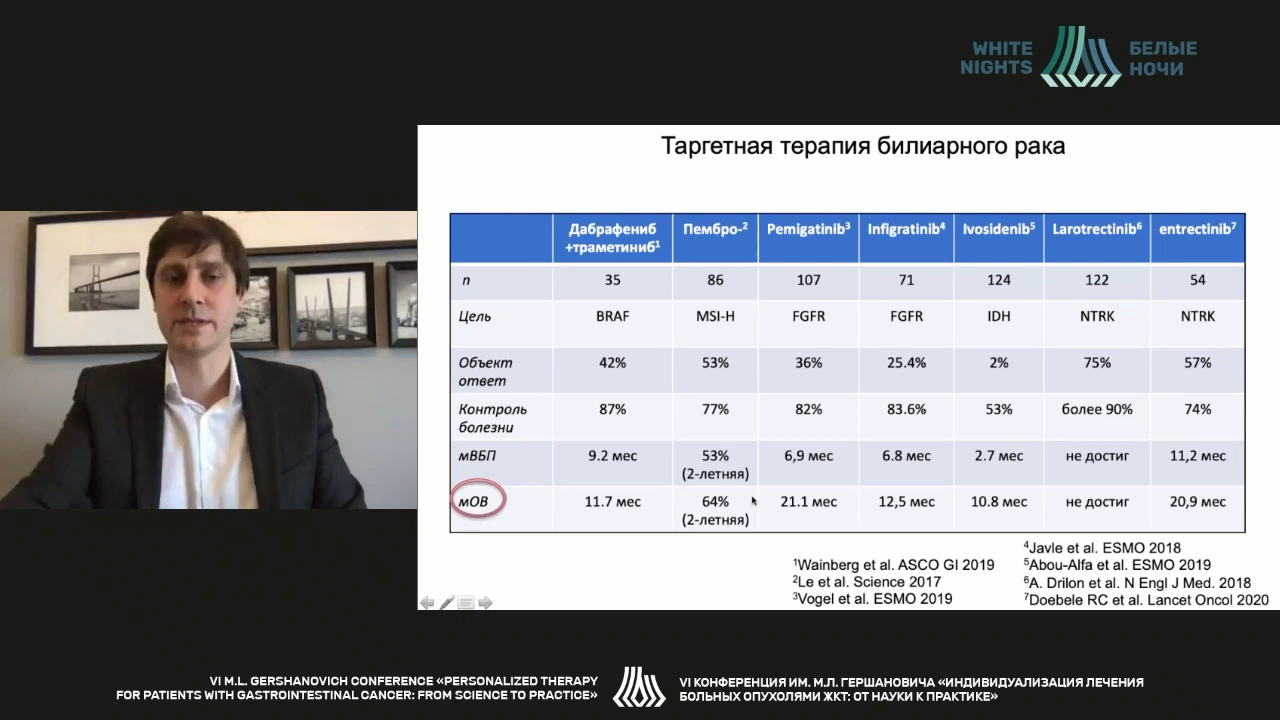 WHITE
NIGHTS
БЕЛЫЕ
НОЧИ
Таргетная терапия билиарного рака
Дабрафениб
+траметиниб¹ Пембро-² Pemigatinib³ Infigratinib⁴ Ivosidenib⁵ Larotrectinib⁶ entrectinib⁷
n 35 86 107 71 124 122 54
Цель BRAF MSI-H FGFR FGFR IDH NTRK NTRK
Объект
ответ 42% 53% 36% 25.4% 2% 75% 57%
Контроль
болезни 87% 77% 82% 83.6% 53% более 90% 74%
мВБП 9.2 мес 53% 6,9 мес 6.8 мес 2.7 мес не достиг 11,2 мес
(2-летняя)
мОВ 11.7 мес 64% 21.1 мес 12,5 мес 10.8 мес не достиг 20,9 мес
(2-летняя)
¹Wainberg et al. ASCO GI 2019
²Le et al. Science 2017
³Vogel et al. ESMO 2019
⁴Javle et al. ESMO 2018
⁵Abou-Alfa et al. ESMO 2019
⁶A. Drilon et al. N Engl J Med. 2018
⁷Doebele RC et al. Lancet Oncol 2020
VI M.L. GERSHANOVICH CONFERENCE «PERSONALIZED THERAPY
FOR PATIENTS WITH GASTROINTESTINAL CANCER: FROM SCIENCE TO PRACTICE»
VI КОНФЕРЕНЦИЯ ИМ. М.Л. ГЕРШАНОВИЧА «ИНДИВИДУАЛИЗАЦИЯ ЛЕЧЕНИЯ
БОЛЬНЫХ ОПУХОЛЯМИ ЖКТ: ОТ НАУКИ К ПРАКТИКЕ»